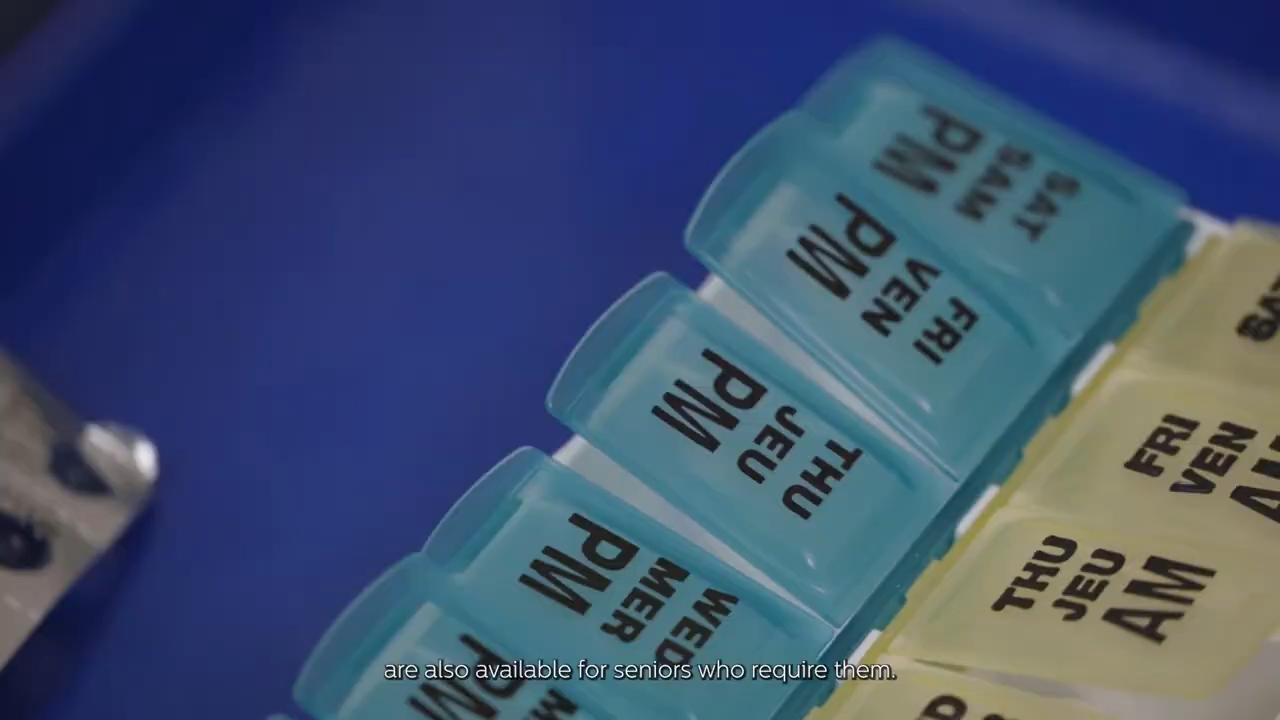 SAT
SAM
PM
FRI
VEN
PM
THU
JEU
PM
WED
MER
PM
PM
FRI
VEN
THU
JEU
AM
are also available for seniors who require them.